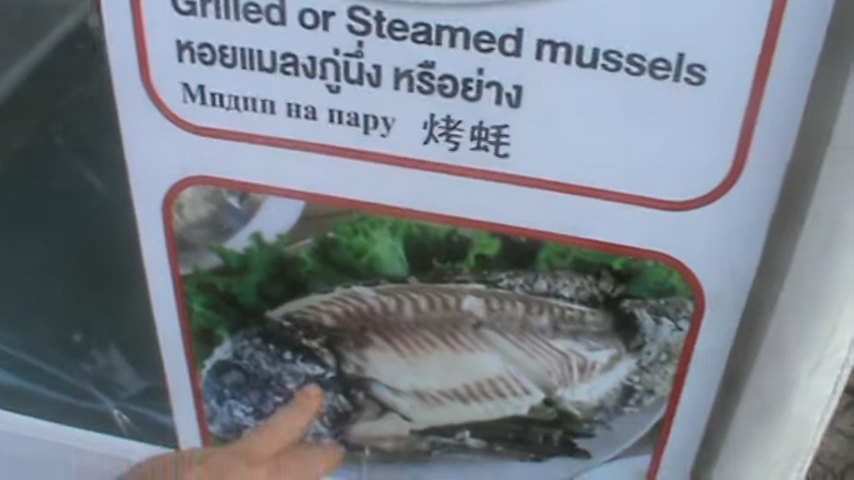 Grilled or Steamed mussels
หอยแมลงภู่นึ่ง หรือย่าง
Мидии на пару 烤蚝